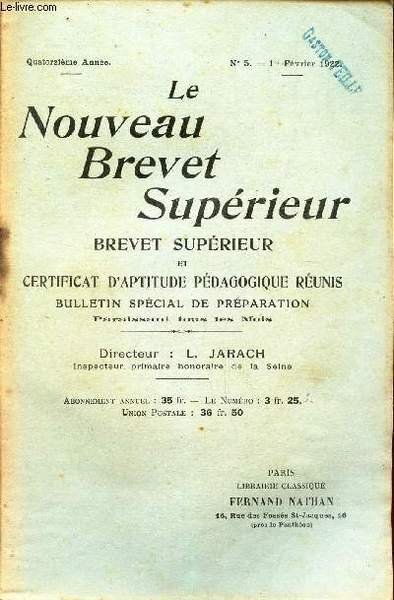 Quatorzième Année.
N° 5. — 1er Février 1922.
Le
Nouveau
Brevet
Supérieur
BREVET SUPÉRIEUR
ET
CERTIFICAT D'APTITUDE PÉDAGOGIQUE RÉUNIS
BULLETIN SPÉCIAL DE PRÉPARATION
Paraissant tous les Mois
Directeur : L. JARACH
Inspecteur primaire honoraire de la Seine
ABONNEMENT ANNUEL : 35 fr. — LE NUMÉRO : 3 fr. 25.
UNION POSTALE : 36 fr. 50
PARIS
LIBRAIRIE CLASSIQUE
FERNAND NATHAN
16, Rue des Fossés St-Jacques, 16
(près le Panthéon)